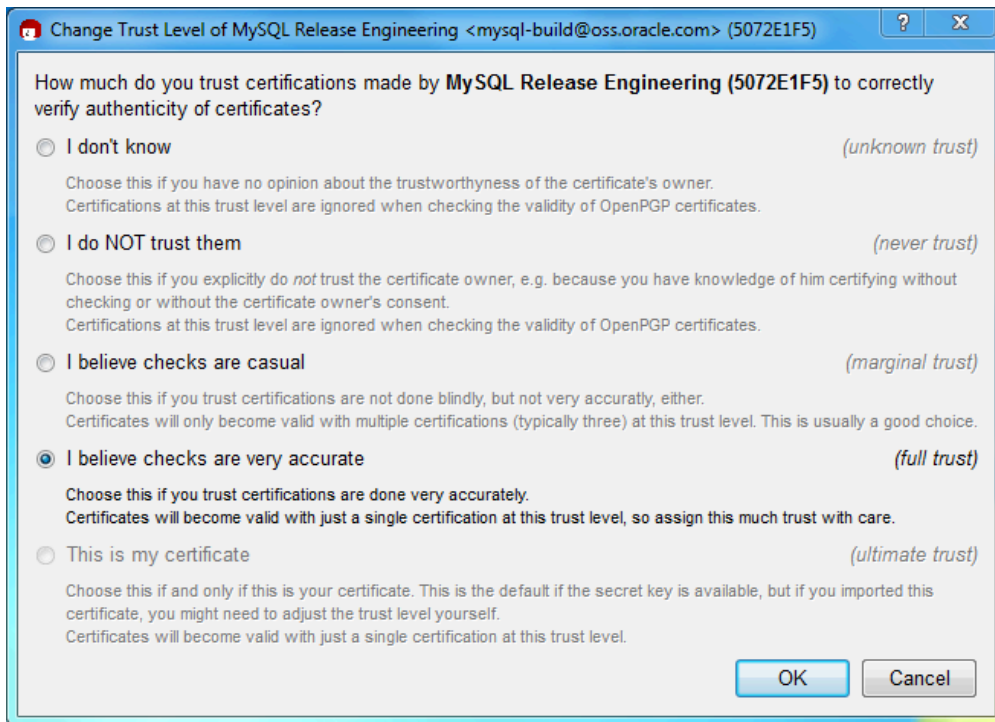 Change Trust Level of MySQL Release Engineering <mysql-build@oss.oracle.com> (5072E1F5)
?
X
How much do you trust certifications made by MySQL Release Engineering (5072E1F5) to correctly
verify authenticity of certificates?
I don't know (unknown trust)
Choose this if you have no opinion about the trustworthyness of the certificate's owner.
Certifications at this trust level are ignored when checking the validity of OpenPGP certificates.
I do NOT trust them (never trust)
Choose this if you explicitly do not trust the certificate owner, e.g. because you have knowledge of him certifying without
checking or without the certificate owner's consent.
Certifications at this trust level are ignored when checking the validity of OpenPGP certificates.
I believe checks are casual (marginal trust)
Choose this if you trust certifications are not done blindly, but not very accuratly, either.
Certificates will only become valid with multiple certifications (typically three) at this trust level. This is usually a good choice.
I believe checks are very accurate (full trust)
Choose this if you trust certifications are done very accurately.
Certificates will become valid with just a single certification at this trust level, so assign this much trust with care.
This is my certificate (ultimate trust)
Choose this if and only if this is your certificate. This is the default if the secret key is available, but if you imported this
certificate, you might need to adjust the trust level yourself.
Certificates will become valid with just a single certification at this trust level.
OK Cancel